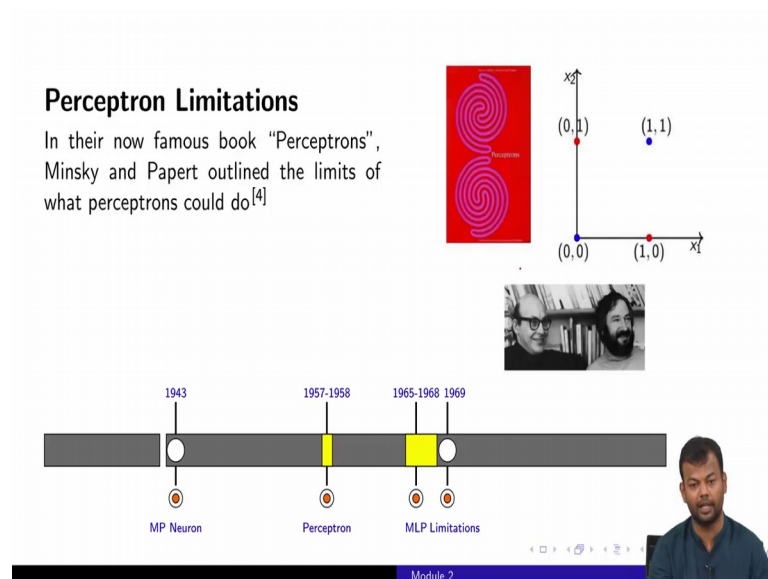 Perceptron Limitations
In their now famous book “Perceptrons”,
Minsky and Papert outlined the limits of
what perceptrons could do[4]
Perceptrons
x2
(0, 1)
(1, 1)
(0, 0)
(1, 0)
x1
1943
1957-1958
1965-1968
1969
MP Neuron
Perceptron
MLP Limitations
Module 2